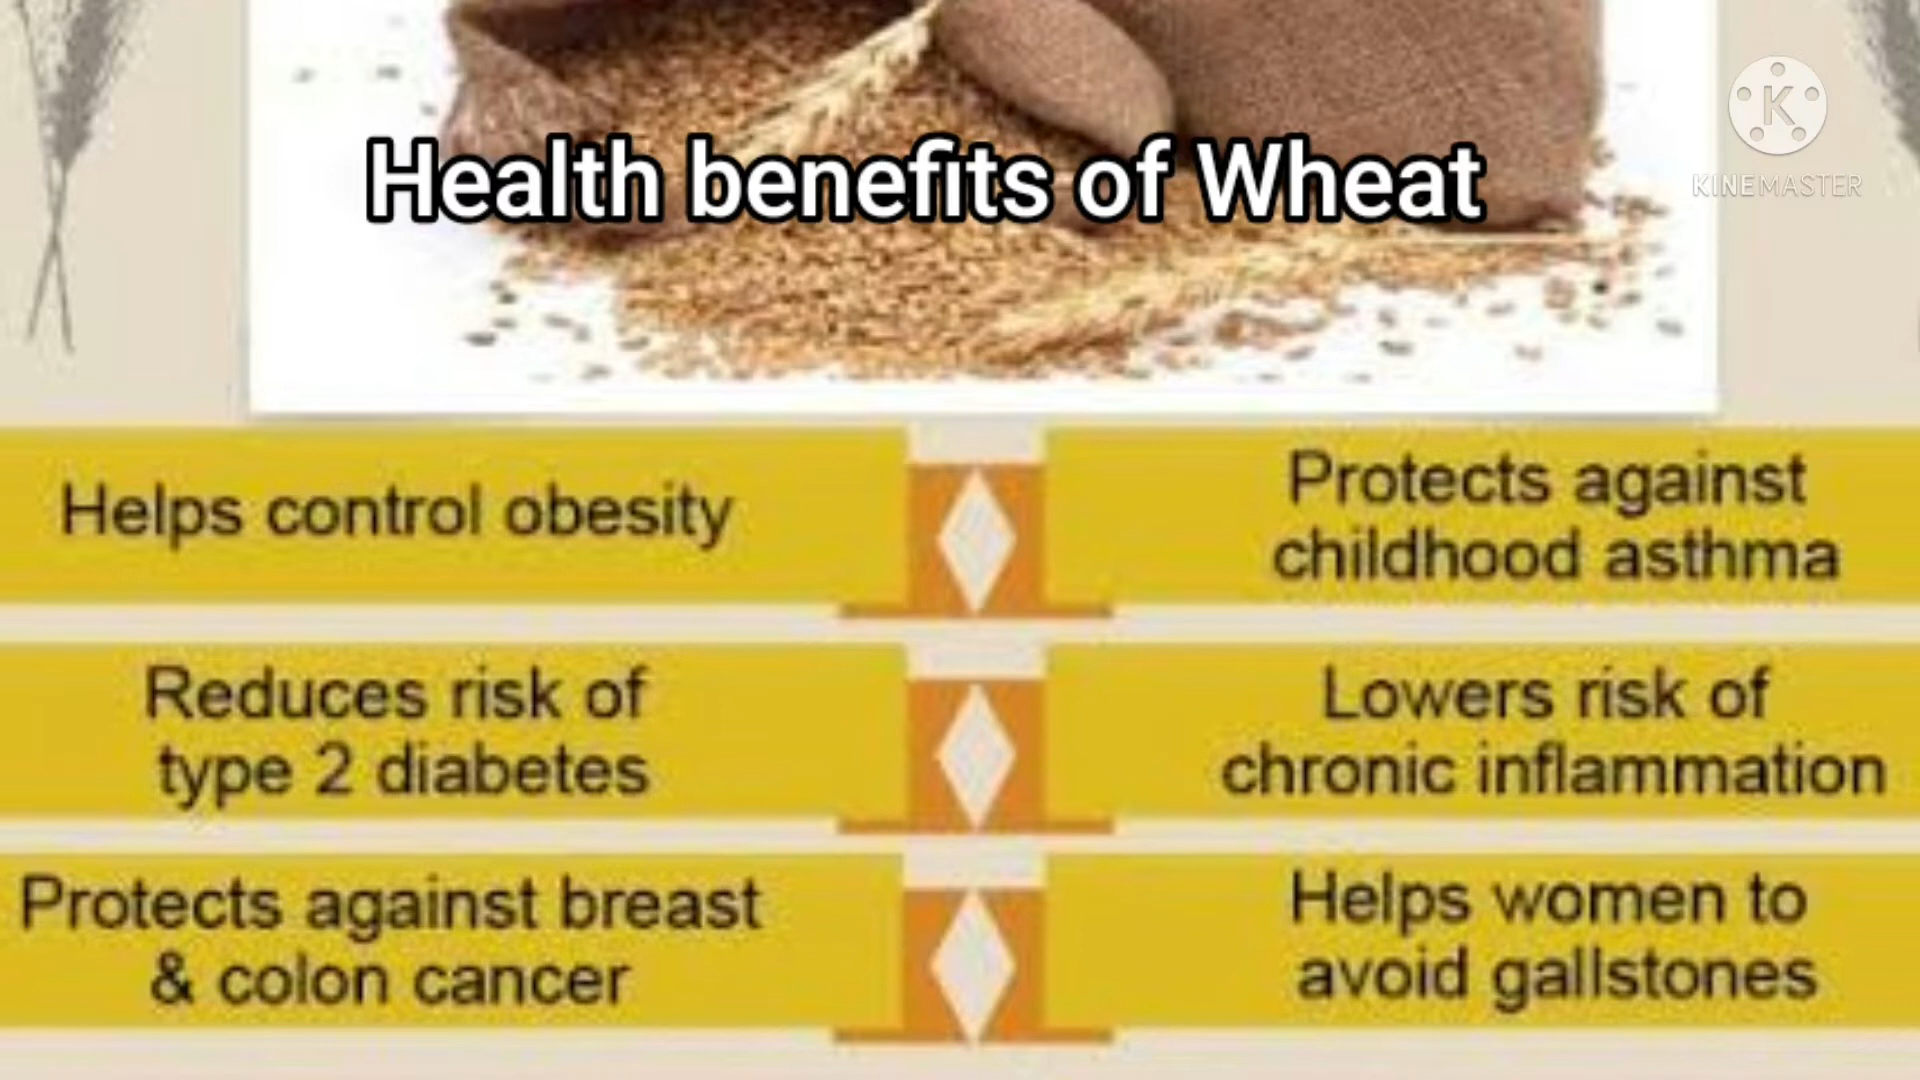 Health benefits of Wheat
K
KINEMASTER
Helps control obesity
Protects against
childhood asthma
Reduces risk of
type 2 diabetes
Lowers risk of
chronic inflammation
Protects against breast
& colon cancer
Helps women to
avoid gallstones